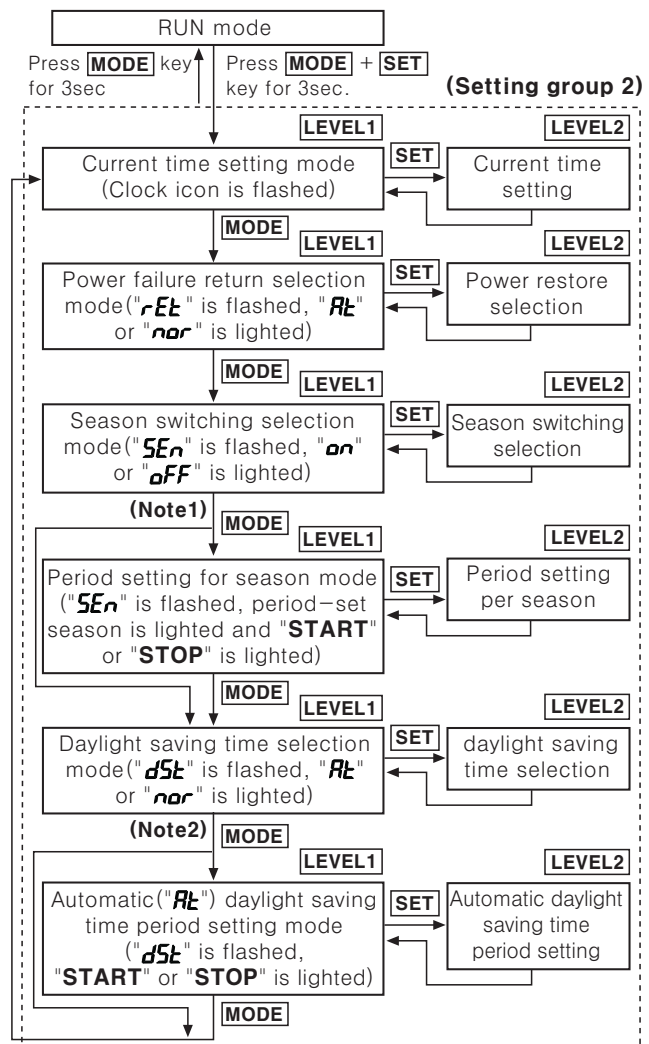 RUN mode
Press MODE key
for 3sec
Press MODE + SET
key for 3sec.
(Setting group 2)
LEVEL1
Current time setting mode
(Clock icon is flashed)
SET
LEVEL2
Current time
setting
MODE
LEVEL1
Power failure return selection
mode("rEt" is flashed, "At"
or "nor" is lighted)
SET
LEVEL2
Power restore
selection
MODE
LEVEL1
Season switching selection
mode("SEn" is flashed, "on"
or "oFF" is lighted)
SET
LEVEL2
Season switching
selection
(Note1)
MODE
LEVEL1
Period setting for season mode
("SEn" is flashed, period-set
season is lighted and "START"
or "STOP" is lighted)
SET
LEVEL2
Period setting
per season
MODE
LEVEL1
Daylight saving time selection
mode("dSt" is flashed, "At"
or "nor" is lighted)
SET
LEVEL2
daylight saving
time selection
(Note2)
MODE
LEVEL1
Automatic("At") daylight saving
time period setting mode
("dSt" is flashed,
"START" or "STOP" is lighted)
SET
LEVEL2
Automatic daylight
saving time
period setting
MODE